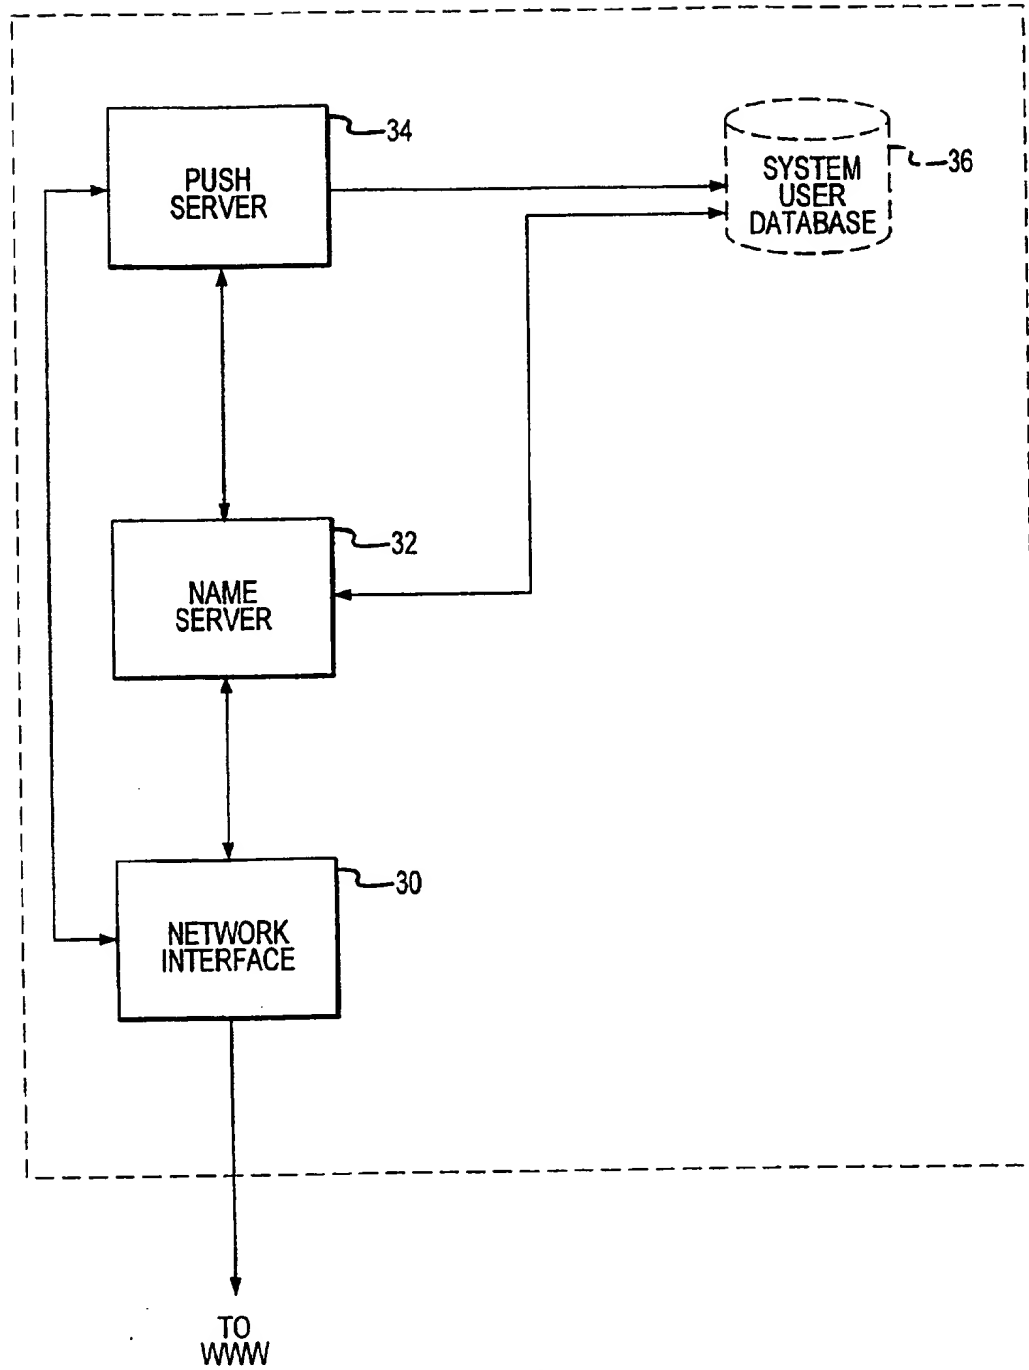 34
PUSH
SERVER
36
SYSTEM
USER
DATABASE
32
NAME
SERVER
30
NETWORK
INTERFACE
TO
WWW